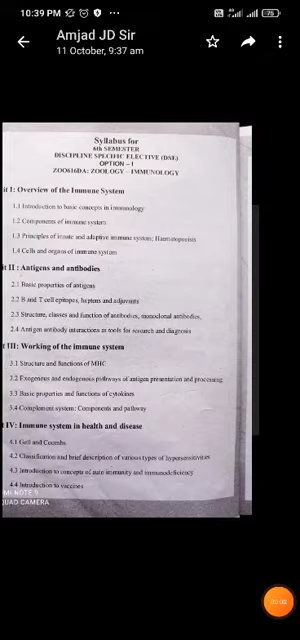 10:39 PM
75
Amjad JD Sir
11 October, 9:37 am
Syllabus for
6th SEMESTER
DISCIPLINE SPECIFIC ELECTIVE (DSE)
OPTION – I
ZOO616DA: ZOOLOGY – IMMUNOLOGY
it I: Overview of the Immune System
1.1 Introduction to basic concepts in immunology
1.2 Components of immune system
1.3 Principles of innate and adaptive immune system; Haematopoiesis
1.4 Cells and organs of immune system
it II : Antigens and antibodies
2.1 Basic properties of antigens
2.2 B and T cell epitopes, haptens and adjuvants
2.3 Structure, classes and function of antibodies, monoclonal antibodies,
2.4 Antigen antibody interactions as tools for research and diagnosis
t III: Working of the immune system
3.1 Structure and functions of MHC
3.2 Exogenous and endogenous pathways of antigen presentation and processing
3.3 Basic properties and functions of cytokines
3.4 Complement system: Components and pathway
t IV: Immune system in health and disease
4.1 Gell and Coombs
4.2 Classification and brief description of various types of hypersensitivities
4.3 Introduction to concepts of auto immunity and immunodeficiency
4.4 Introduction to vaccines
MI NOTE 9
QUAD CAMERA